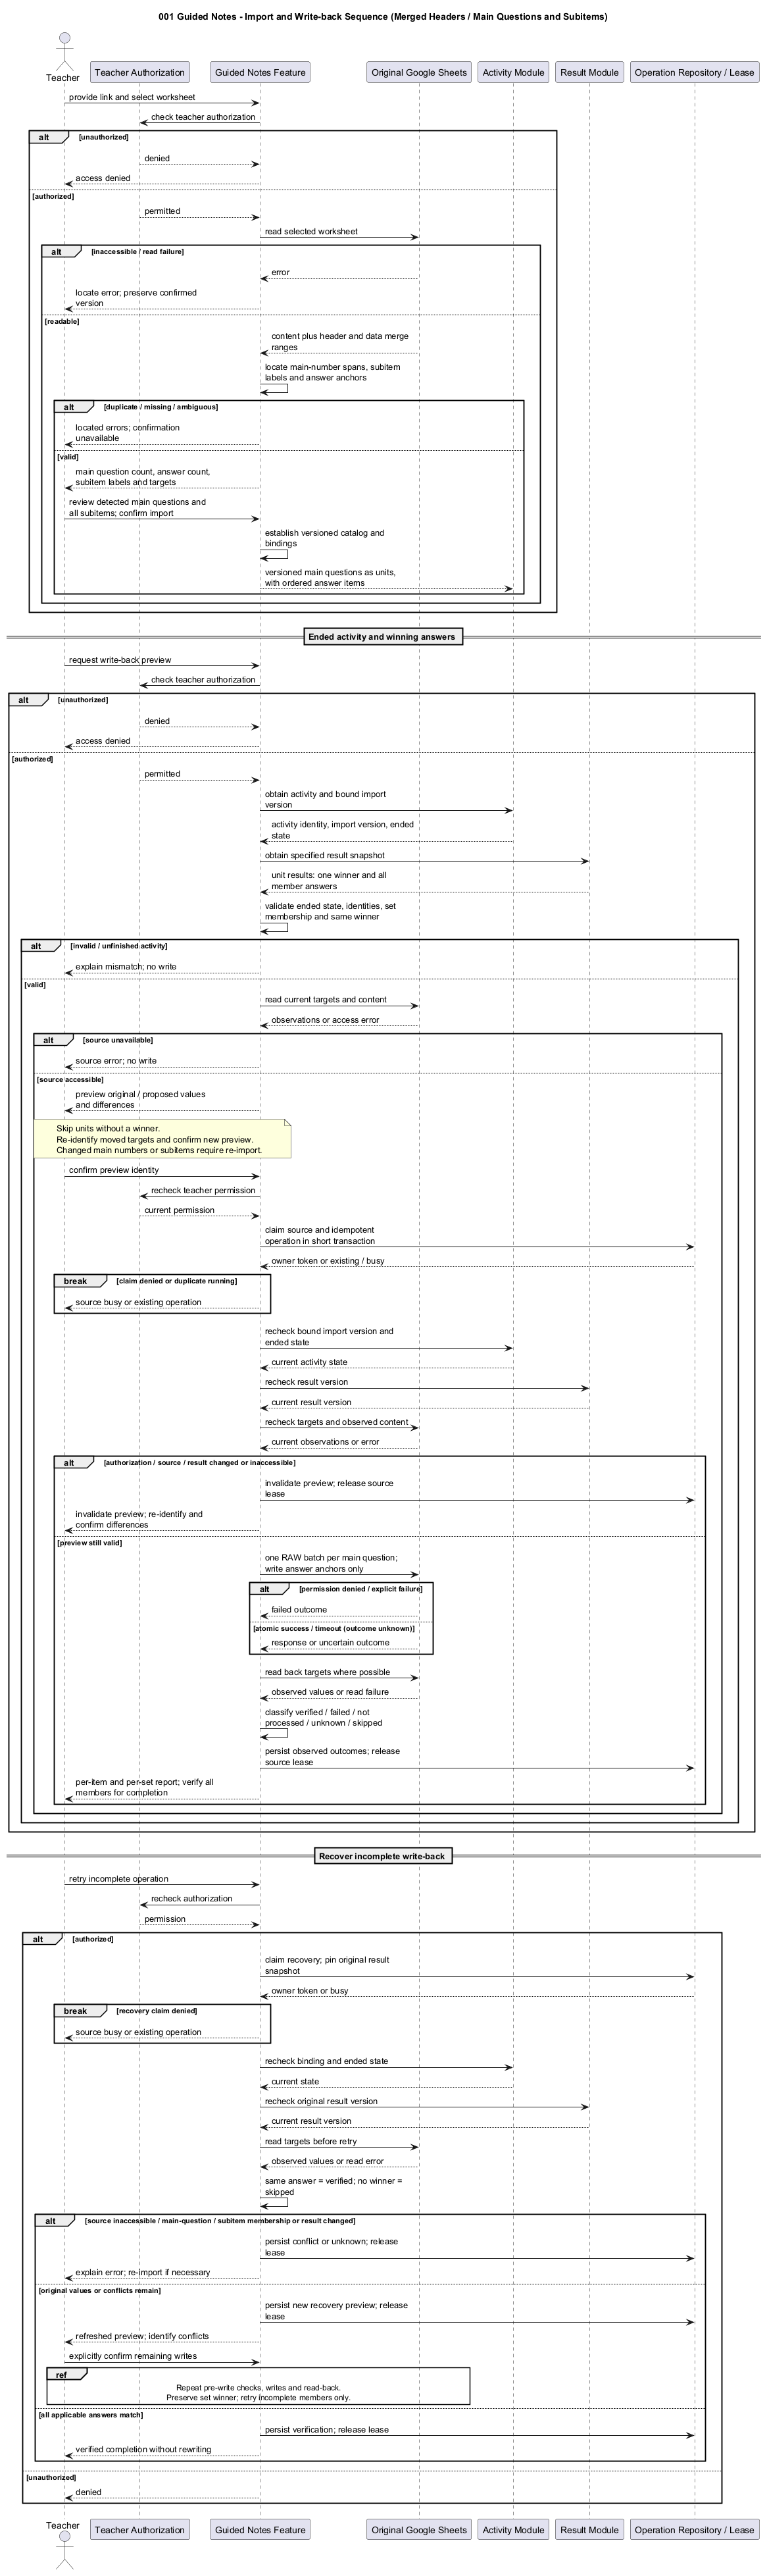 001 Guided Notes - Import and Write-back Sequence (Merged Headers / Main Questions and Subitems)
Teacher
Teacher Authorization
Guided Notes Feature
Original Google Sheets
Activity Module
Result Module
Operation Repository / Lease
provide link and select worksheet
check teacher authorization
alt [unauthorized]
denied
access denied
[authorized]
permitted
read selected worksheet
alt [inaccessible / read failure]
error
locate error; preserve confirmed
version
[readable]
content plus header and data merge
ranges
locate main-number spans, subitem
labels and answer anchors
alt [duplicate / missing / ambiguous]
located errors; confirmation
unavailable
[valid]
main question count, answer count,
subitem labels and targets
review detected main questions and
all subitems; confirm import
establish versioned catalog and
bindings
versioned main questions as units,
with ordered answer items
Ended activity and winning answers
request write-back preview
check teacher authorization
alt [unauthorized]
denied
access denied
[authorized]
permitted
obtain activity and bound import
version
activity identity, import version, ended
state
obtain specified result snapshot
unit results: one winner and all
member answers
validate ended state, identities, set
membership and same winner
alt [invalid / unfinished activity]
explain mismatch; no write
[valid]
read current targets and content
observations or access error
alt [source unavailable]
source error; no write
[source accessible]
preview original / proposed values
and differences
Skip units without a winner.
Re-identify moved targets and confirm new preview.
Changed main numbers or subitems require re-import.
confirm preview identity
recheck teacher permission
current permission
claim source and idempotent
operation in short transaction
owner token or existing / busy
break [claim denied or duplicate running]
source busy or existing operation
recheck bound import version and
ended state
current activity state
recheck result version
current result version
recheck targets and observed content
current observations or error
alt [authorization / source / result changed or inaccessible]
invalidate preview; release source
lease
invalidate preview; re-identify and
confirm differences
[preview still valid]
one RAW batch per main question;
write answer anchors only
alt [permission denied / explicit failure]
failed outcome
[atomic success / timeout (outcome unknown)]
response or uncertain outcome
read back targets where possible
observed values or read failure
classify verified / failed / not
processed / unknown / skipped
persist observed outcomes; release
source lease
per-item and per-set report; verify all
members for completion
Recover incomplete write-back
retry incomplete operation
recheck authorization
permission
alt [authorized]
claim recovery; pin original result
snapshot
owner token or busy
break [recovery claim denied]
source busy or existing operation
recheck binding and ended state
current state
recheck original result version
current result version
read targets before retry
observed values or read error
same answer = verified; no winner =
skipped
alt [source inaccessible / main-question / subitem membership or result changed]
persist conflict or unknown; release
lease
explain error; re-import if necessary
[original values or conflicts remain]
persist new recovery preview; release
lease
refreshed preview; identify conflicts
explicitly confirm remaining writes
ref
Repeat pre-write checks, writes and read-back.
Preserve set winner; retry incomplete members only.
[all applicable answers match]
persist verification; release lease
verified completion without rewriting
[unauthorized]
denied
Teacher
Teacher Authorization
Guided Notes Feature
Original Google Sheets
Activity Module
Result Module
Operation Repository / Lease